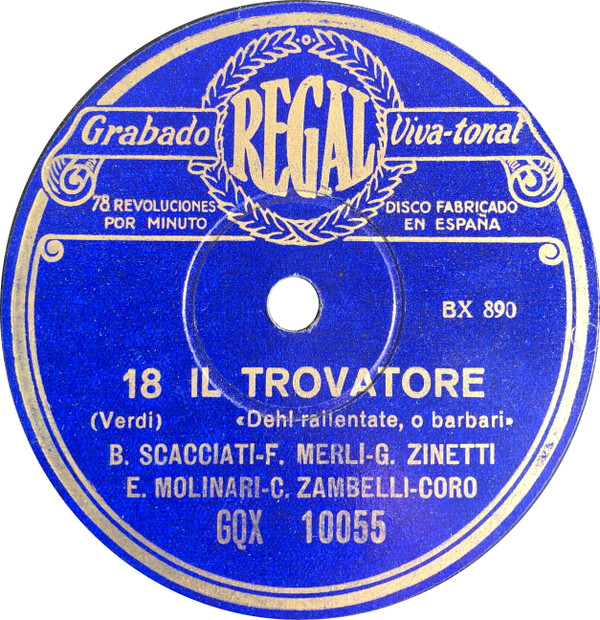 REGAL
Grabado Viva-tonal
78 REVOLUCIONES
POR MINUTO
DISCO FABRICADO
EN ESPAÑA
BX 890
18 IL TROVATORE
(Verdi) «Deh! rallentate, o barbari»
B. SCACCIATI-F. MERLI-G. ZINETTI
E. MOLINARI-C. ZAMBELLI-CORO
GQX 10055